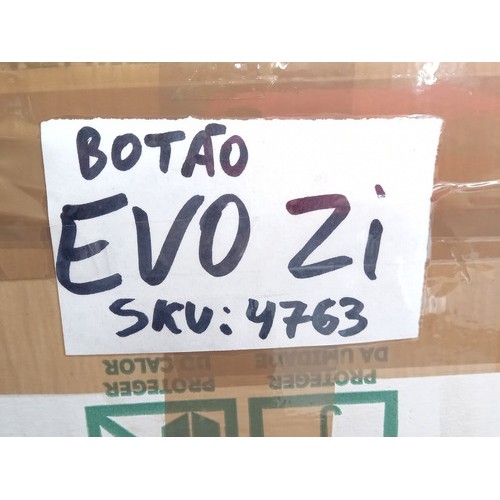 BOTÃO
EVO Zi
SKU: 4763
PROTEGER
DO CALOR
PROTEGER
DA UMIDADE